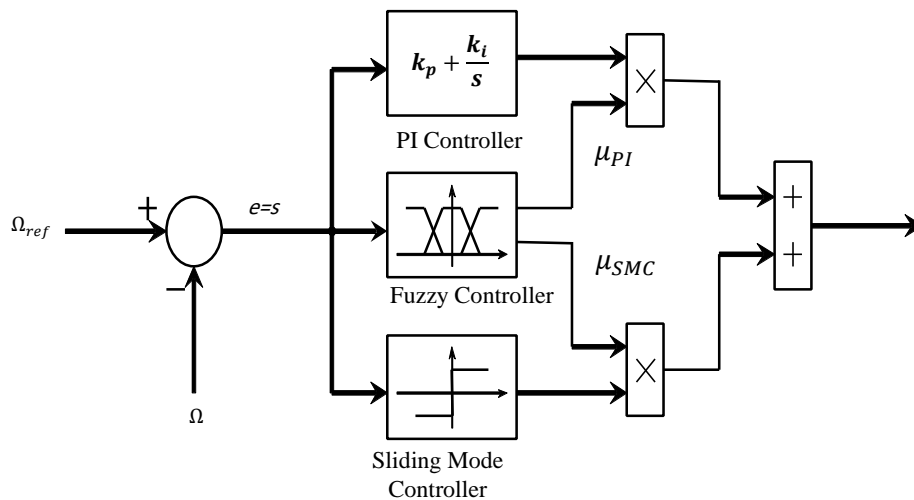 k_p + k_i/s
PI Controller
×
μ_PI
+
Ω_ref
e=s
−
Fuzzy Controller
μ_SMC
+
+
×
Ω
Sliding Mode
Controller